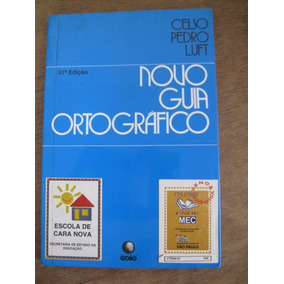 CELSO
PEDRO
LUFT
31ª Edição
NOVO
GUIA
ORTOGRÁFICO
ESCOLA DE
CARA NOVA
SECRETARIA DE ESTADO DA
EDUCAÇÃO
GLOBO
MEC
SÃO PAULO